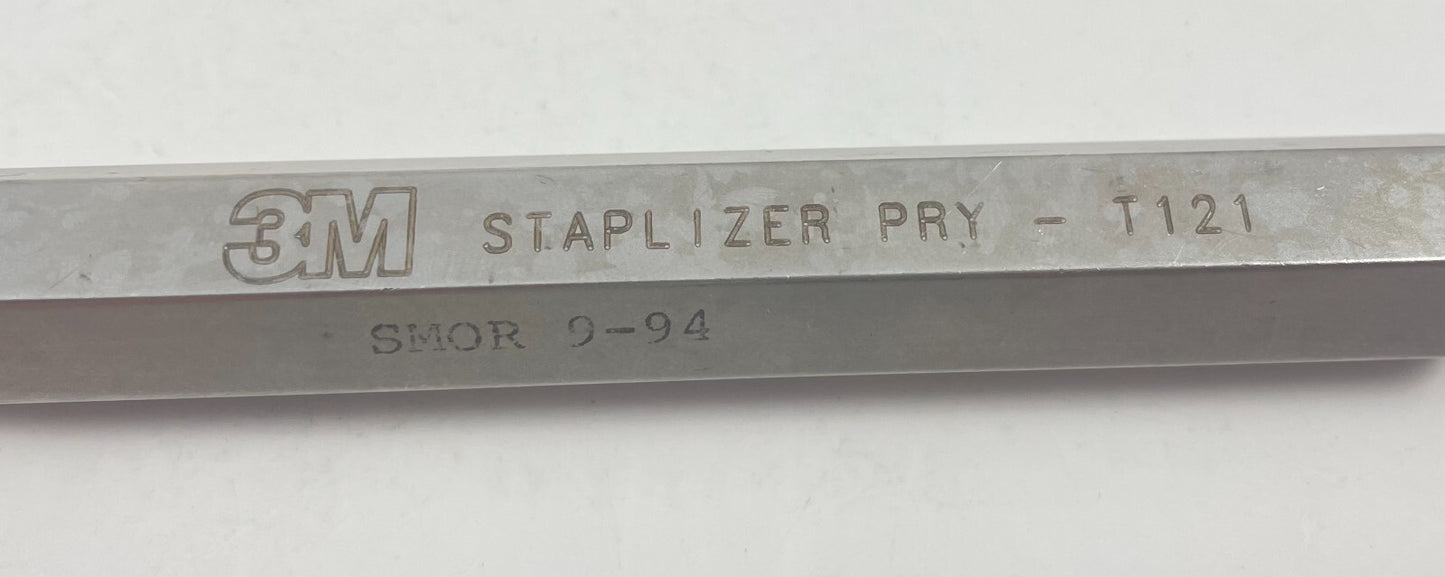 3M STAPLIZER PRY - T121
SMOR 9-94